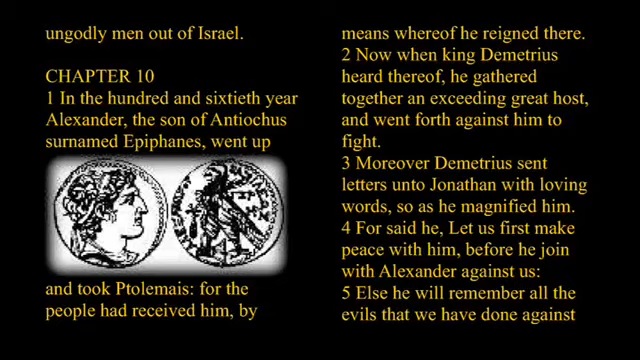 ungodly men out of Israel.
CHAPTER 10
1 In the hundred and sixtieth year
Alexander, the son of Antiochus
surnamed Epiphanes, went up
and took Ptolemais: for the
people had received him, by
means whereof he reigned there.
2 Now when king Demetrius
heard thereof, he gathered
together an exceeding great host,
and went forth against him to
fight.
3 Moreover Demetrius sent
letters unto Jonathan with loving
words, so as he magnified him.
4 For said he, Let us first make
peace with him, before he join
with Alexander against us:
5 Else he will remember all the
evils that we have done against